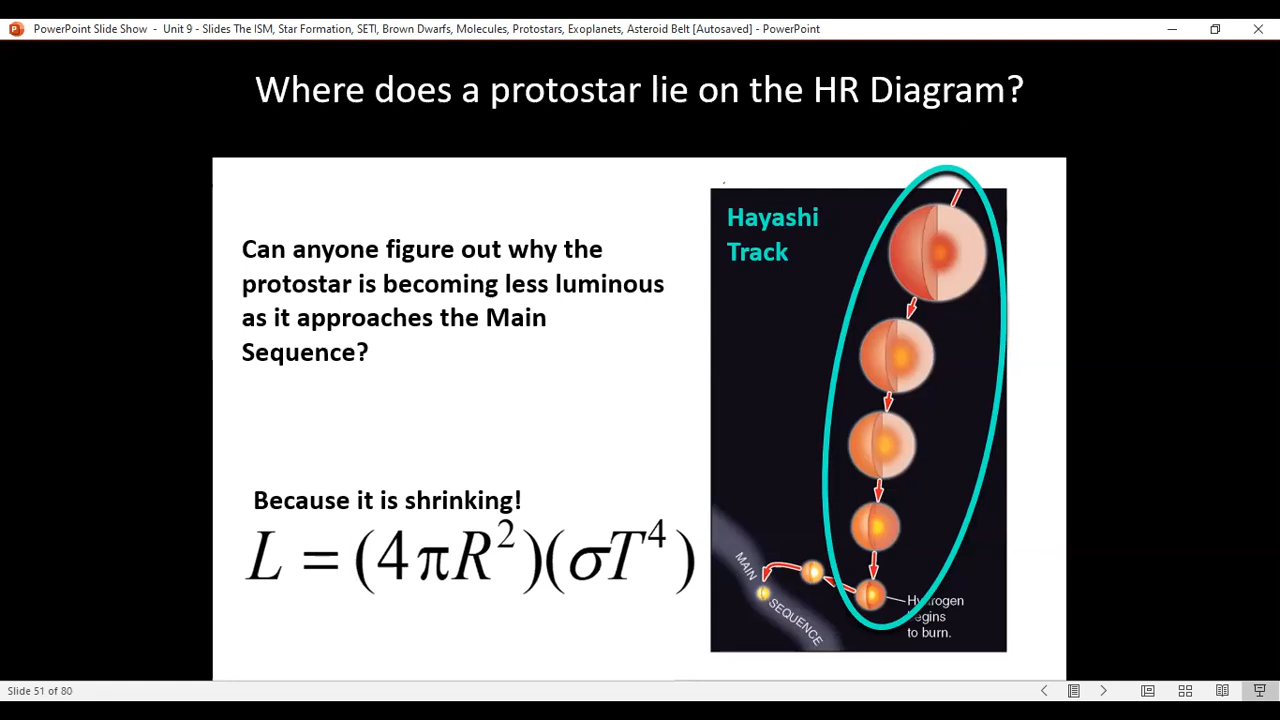 PowerPoint Slide Show - Unit 9 - Slides The ISM, Star Formation, SETI, Brown Dwarfs, Molecules, Protostars, Exoplanets, Asteroid Belt [Autosaved] - PowerPoint
Where does a protostar lie on the HR Diagram?
Can anyone figure out why the
protostar is becoming less luminous
as it approaches the Main
Sequence?
Because it is shrinking!
L = (4πR²)(σT⁴)
Hayashi
Track
MAIN SEQUENCE
Hydrogen
begins
to burn.
Slide 51 of 80